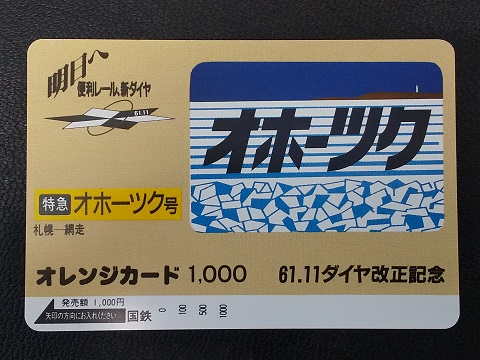 明日へ
便利レール、新ダイヤ
61.11
オホーツク
特急 オホーツク号
札幌―網走
オレンジカード 1,000
61.11ダイヤ改正記念
発売額 1,000円
矢印の方向にお入れください
国鉄
0 100 500 1000